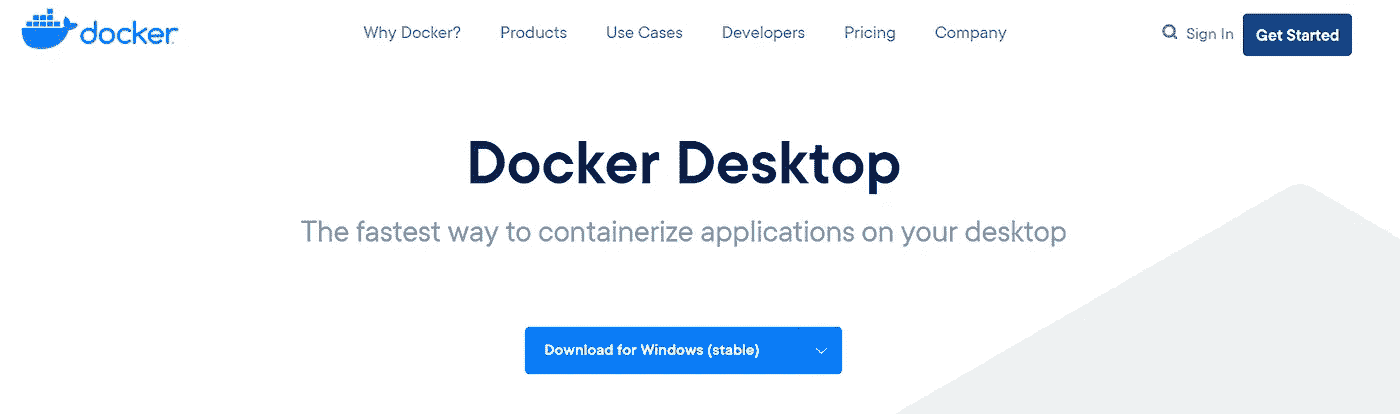 docker
Why Docker? Products Use Cases Developers Pricing Company Sign In Get Started
Docker Desktop
The fastest way to containerize applications on your desktop
Download for Windows (stable)